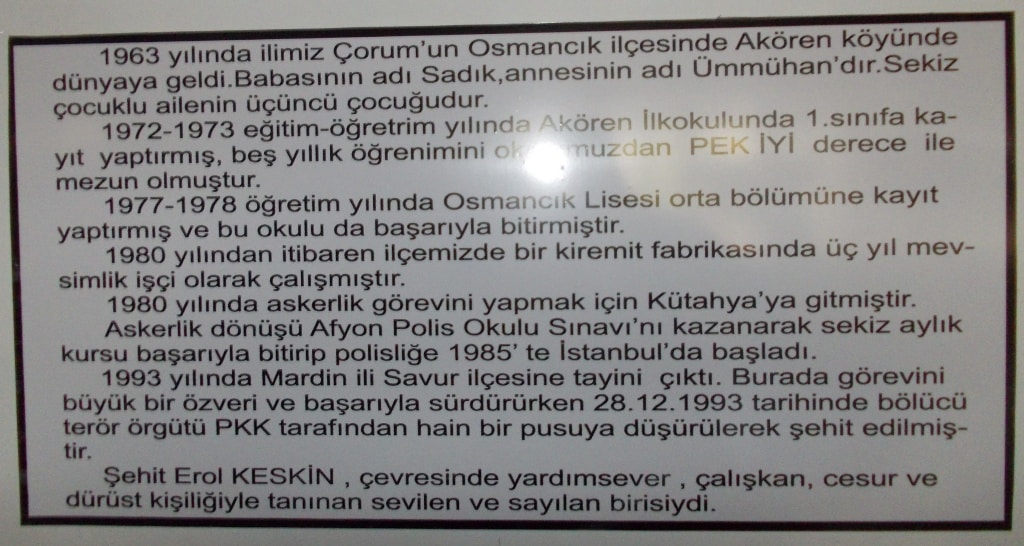 1963 yılında ilimiz Çorum'un Osmancık ilçesinde Akören köyünde
dünyaya geldi.Babasının adı Sadık,annesinin adı Ümmühan'dır.Sekiz
çocuklu ailenin üçüncü çocuğudur.
1972-1973 eğitim-öğretrim yılında Akören İlkokulunda 1.sınıfa ka-
yıt yaptırmış, beş yıllık öğrenimini PEK İYİ derece ile
mezun olmuştur.
1977-1978 öğretim yılında Osmancık Lisesi orta bölümüne kayıt
yaptırmış ve bu okulu da başarıyla bitirmiştir.
1980 yılından itibaren ilçemizde bir kiremit fabrikasında üç yıl mev-
simlik işçi olarak çalışmıştır.
1980 yılında askerlik görevini yapmak için Kütahya'ya gitmiştir.
Askerlik dönüşü Afyon Polis Okulu Sınavı'nı kazanarak sekiz aylık
kursu başarıyla bitirip polisliğe 1985' te İstanbul'da başladı.
1993 yılında Mardin ili Savur ilçesine tayini çıktı. Burada görevini
büyük bir özveri ve başarıyla sürdürürken 28.12.1993 tarihinde bölücü
terör örgütü PKK tarafından hain bir pusuya düşürülerek şehit edilmiş-
tir.
Şehit Erol KESKİN , çevresinde yardımsever , çalışkan, cesur ve
dürüst kişiliğiyle tanınan sevilen ve sayılan birisiydi.